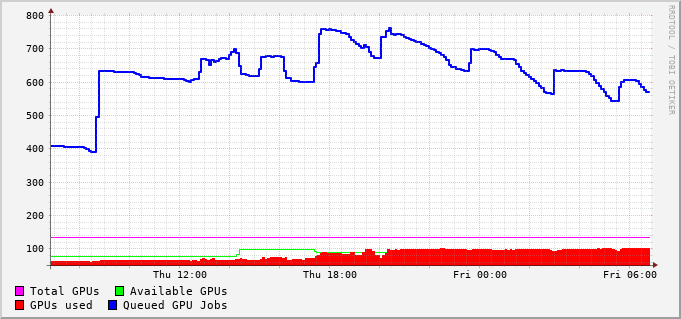 800
700
600
500
400
300
200
100
Thu 12:00 Thu 18:00 Fri 00:00 Fri 06:00
Total GPUs Available GPUs
GPUs used Queued GPU Jobs
RRDTOOL / TOBI OETIKER